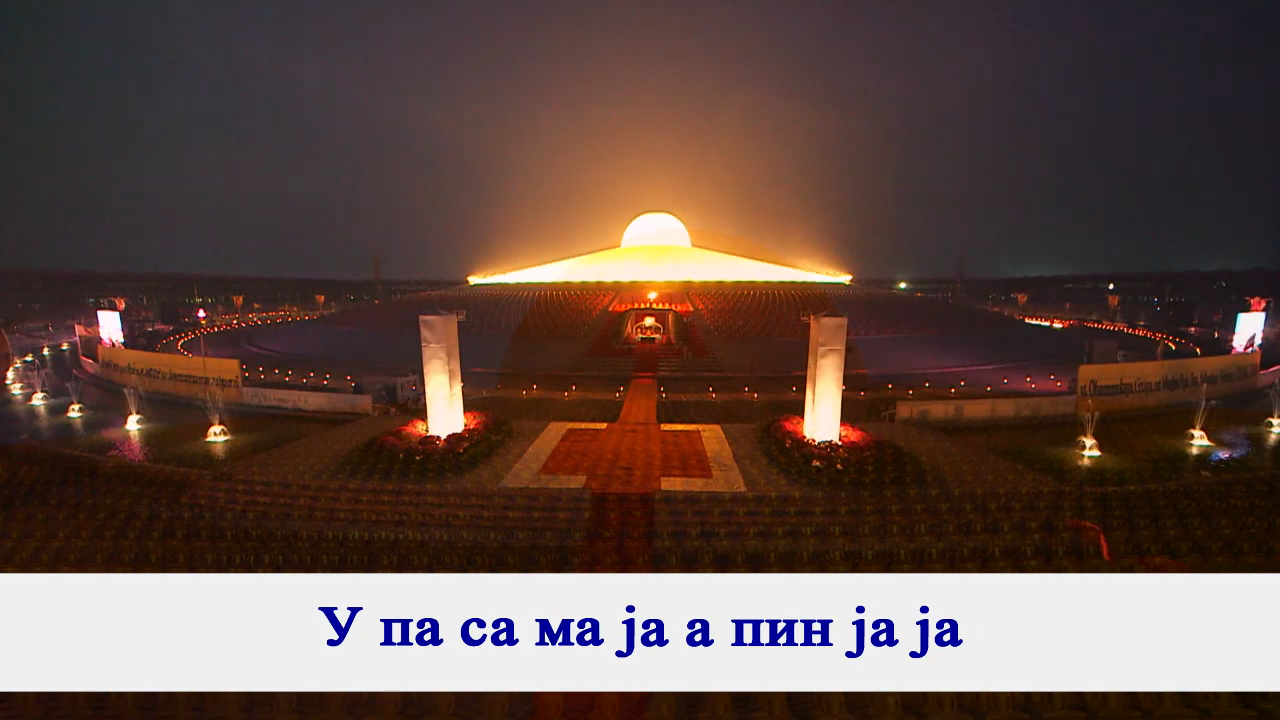 У па са ма ја а пин ја ја